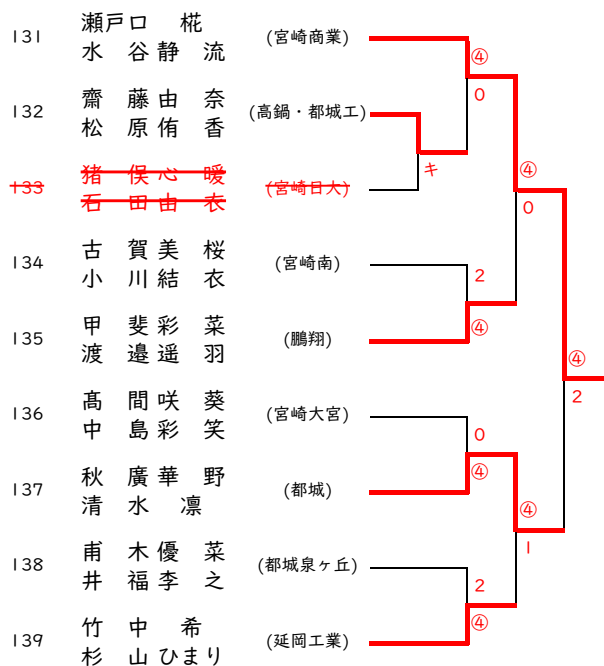 131 瀬戸口 椛 (宮崎商業)
水谷静流
④
0
132 齋藤由奈 (高鍋・都城工)
松原侑香
キ
④
0
133 猪俣心暖 (宮崎日大)
石田由衣
134 古賀美桜 (宮崎南)
小川結衣
2
④
135 甲斐彩菜 (鵬翔)
渡邉遥羽
④
2
136 髙間咲葵 (宮崎大宮)
中島彩笑
0
④
137 秋廣華野 (都城)
清水凛
④
1
138 甫木優菜 (都城泉ヶ丘)
井福李之
2
④
139 竹中希 (延岡工業)
杉山ひまり